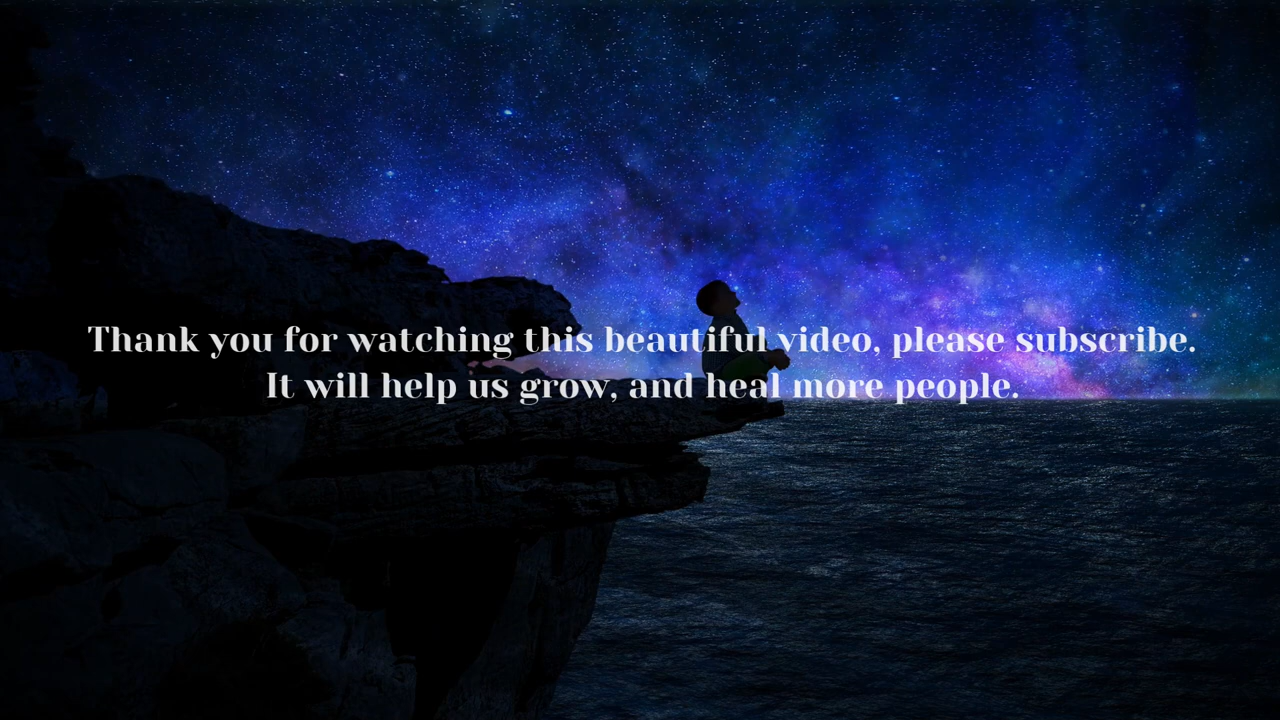 Thank you for watching this beautiful video, please subscribe.
It will help us grow, and heal more people.